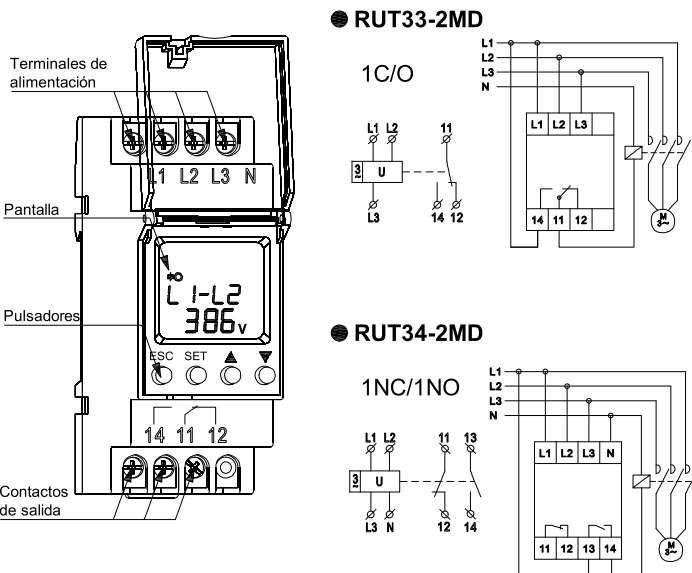 Terminales de
alimentación
L1 L2 L3 N
Pantalla
L1-L2
386v
Pulsadores
ESC SET
14 11 12
Contactos
de salida
RUT33-2MD
1C/O
L1 L2 11
3~ U
L3 14 12
L1
L2
L3
N
L1 L2 L3
14 11 12
M
3~
RUT34-2MD
1NC/1NO
L1 L2 11 13
3~ U
L3 N 12 14
L1
L2
L3
N
L1 L2 L3 N
11 12 13 14
M
3~